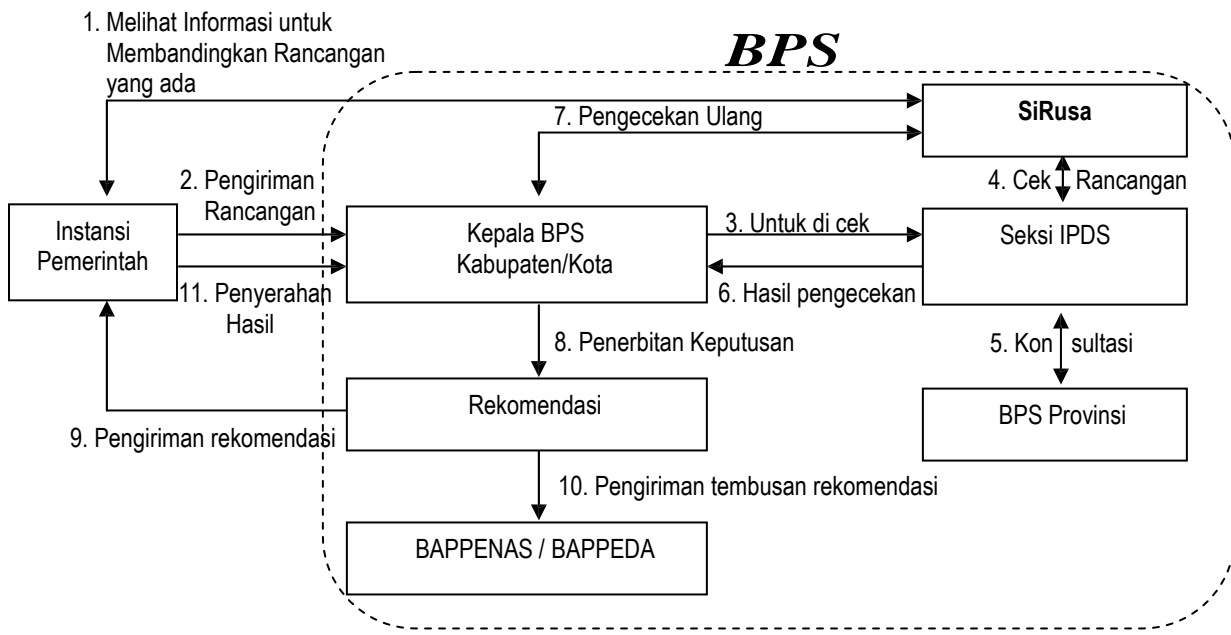 1. Melihat Informasi untuk
Membandingkan Rancangan
yang ada
BPS
7. Pengecekan Ulang
SiRusa
2. Pengiriman
Rancangan
4. Cek Rancangan
Instansi
Pemerintah
Kepala BPS
Kabupaten/Kota
3. Untuk di cek
Seksi IPDS
11. Penyerahan
Hasil
6. Hasil pengecekan
8. Penerbitan Keputusan
5. Kon sultasi
Rekomendasi
BPS Provinsi
9. Pengiriman rekomendasi
10. Pengiriman tembusan rekomendasi
BAPPENAS / BAPPEDA